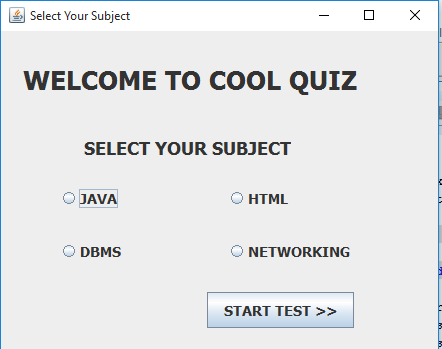 Select Your Subject
WELCOME TO COOL QUIZ
SELECT YOUR SUBJECT
JAVA HTML
DBMS NETWORKING
START TEST >>